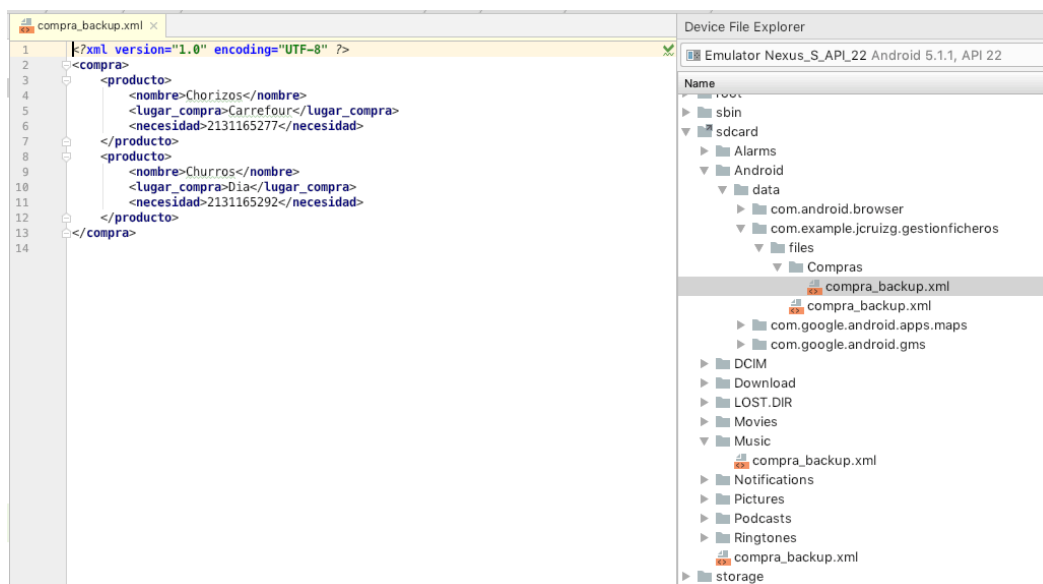 compra_backup.xml
1 <?xml version="1.0" encoding="UTF-8" ?>
2 <compra>
3 <producto>
4 <nombre>Chorizos</nombre>
5 <lugar_compra>Carrefour</lugar_compra>
6 <necesidad>2131165277</necesidad>
7 </producto>
8 <producto>
9 <nombre>Churros</nombre>
10 <lugar_compra>Dia</lugar_compra>
11 <necesidad>2131165292</necesidad>
12 </producto>
13 </compra>
14
Device File Explorer
Emulator Nexus_S_API_22 Android 5.1.1, API 22
Name
root
sbin
sdcard
Alarms
Android
data
com.android.browser
com.example.jcruizg.gestionficheros
files
Compras
compra_backup.xml
compra_backup.xml
com.google.android.apps.maps
com.google.android.gms
DCIM
Download
LOST.DIR
Movies
Music
compra_backup.xml
Notifications
Pictures
Podcasts
Ringtones
compra_backup.xml
storage